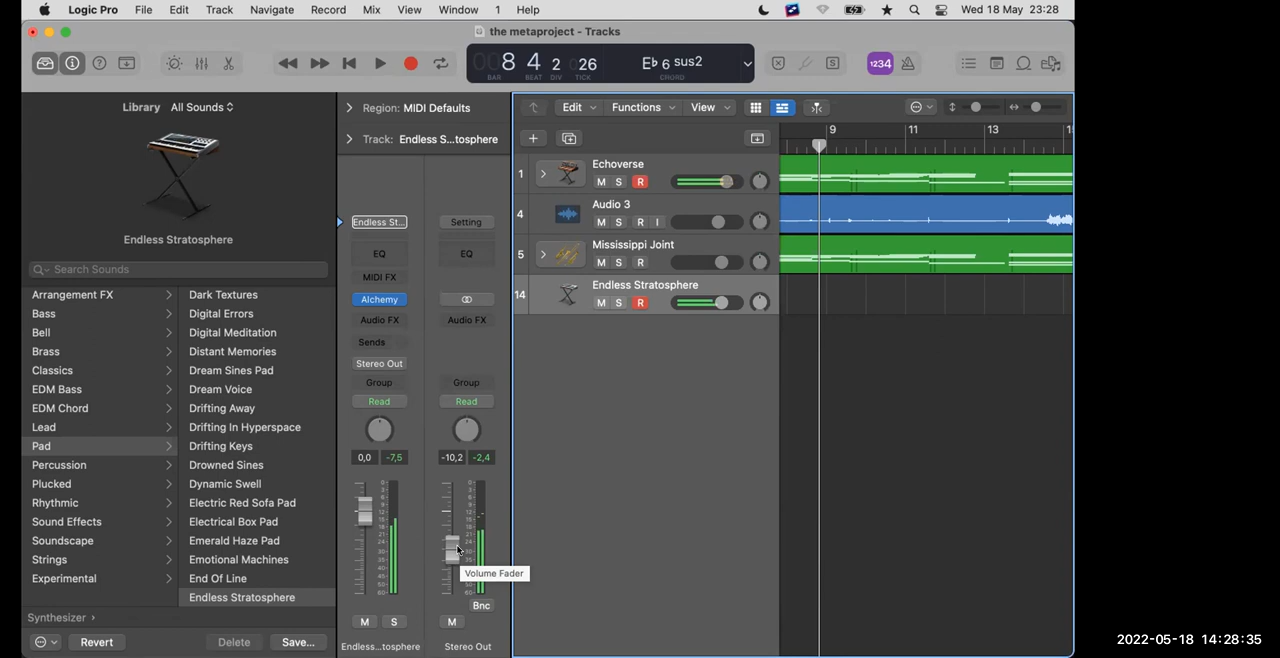 Logic Pro File Edit Track Navigate Record Mix View Window 1 Help Wed 18 May 23:28
the metaproject - Tracks
008 4 2 026 E♭ 6 sus2 1234
BAR BEAT DIV TICK CHORD
Library All Sounds
Endless Stratosphere
Search Sounds
Arrangement FX
Bass
Bell
Brass
Classics
EDM Bass
EDM Chord
Lead
Pad
Percussion
Plucked
Rhythmic
Sound Effects
Soundscape
Strings
Experimental
Dark Textures
Digital Errors
Digital Meditation
Distant Memories
Dream Sines Pad
Dream Voice
Drifting Away
Drifting In Hyperspace
Drifting Keys
Drowned Sines
Dynamic Swell
Electric Red Sofa Pad
Electrical Box Pad
Emerald Haze Pad
Emotional Machines
End Of Line
Endless Stratosphere
Synthesizer ›
Revert Delete Save...
Region: MIDI Defaults
Track: Endless S...tosphere
Endless St... Setting
EQ EQ
MIDI FX
Alchemy
Audio FX Audio FX
Sends
Stereo Out
Group Group
Read Read
0,0 -7,5 -10,2 -2,4
Volume Fader
Bnc
M S M
Endless...tosphere Stereo Out
Edit Functions View
9 11 13
1 Echoverse
M S R
4 Audio 3
M S R I
5 Mississippi Joint
M S R
14 Endless Stratosphere
M S R
2022-05-18 14:28:35